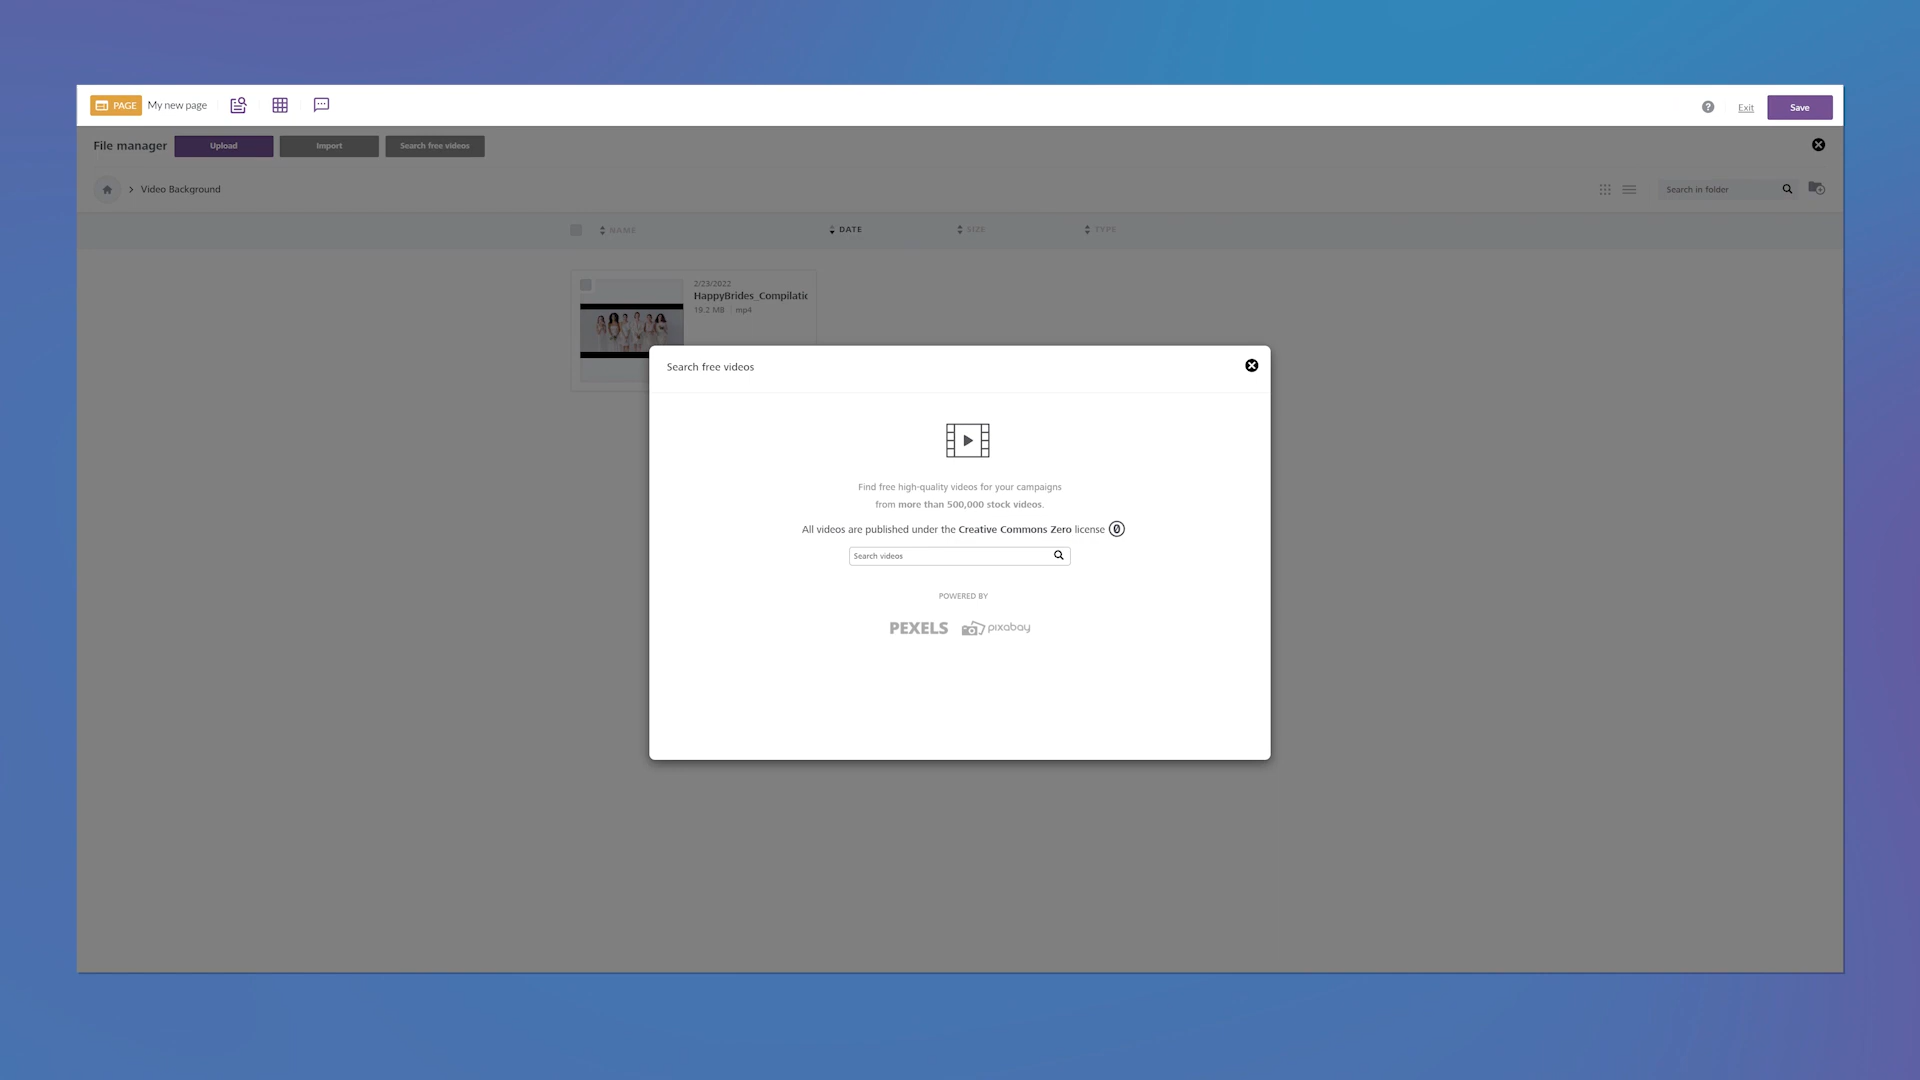 PAGE My new page
? Exit Save
File manager Upload Import Search free videos
Video Background
Search in folder
NAME DATE SIZE TYPE
2/23/2022
HappyBrides_Compilatic
19.2 MB mp4
Search free videos
Find free high-quality videos for your campaigns
from more than 500,000 stock videos.
All videos are published under the Creative Commons Zero license 0
Search videos
POWERED BY
PEXELS pixabay